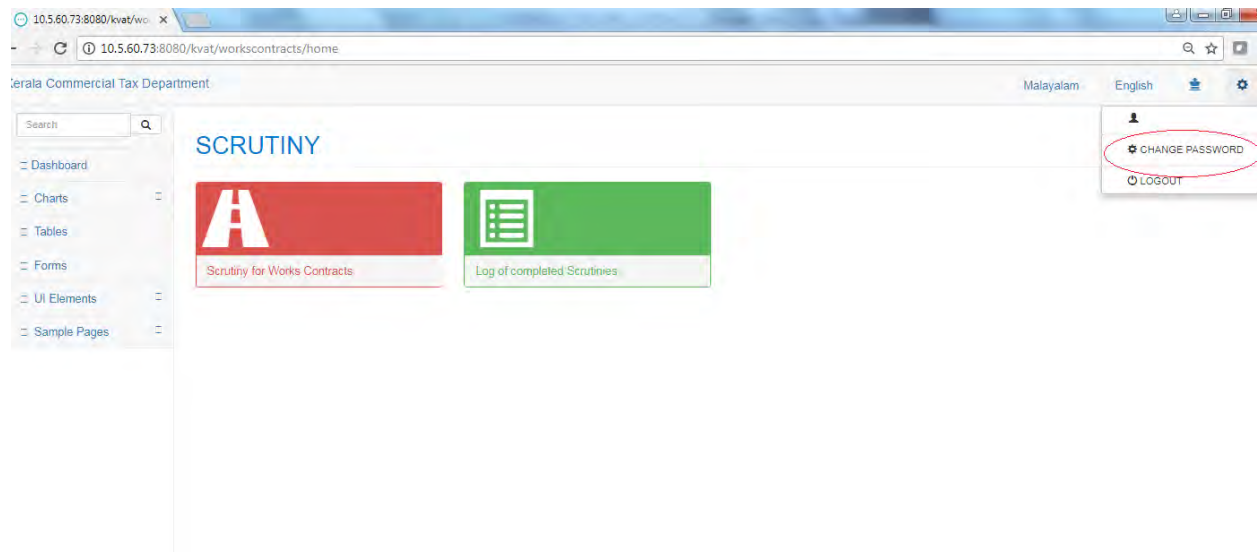 10.5.60.73:8080/kvat/wo
10.5.60.73:8080/kvat/workscontracts/home
Kerala Commercial Tax Department
Malayalam
English
Search
SCRUTINY
CHANGE PASSWORD
LOGOUT
Dashboard
Charts
Tables
Forms
UI Elements
Sample Pages
Scrutiny for Works Contracts
Log of completed Scrutinies